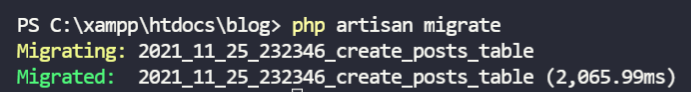 PS C:\xampp\htdocs\blog> php artisan migrate
Migrating: 2021_11_25_232346_create_posts_table
Migrated:  2021_11_25_232346_create_posts_table (2,065.99ms)